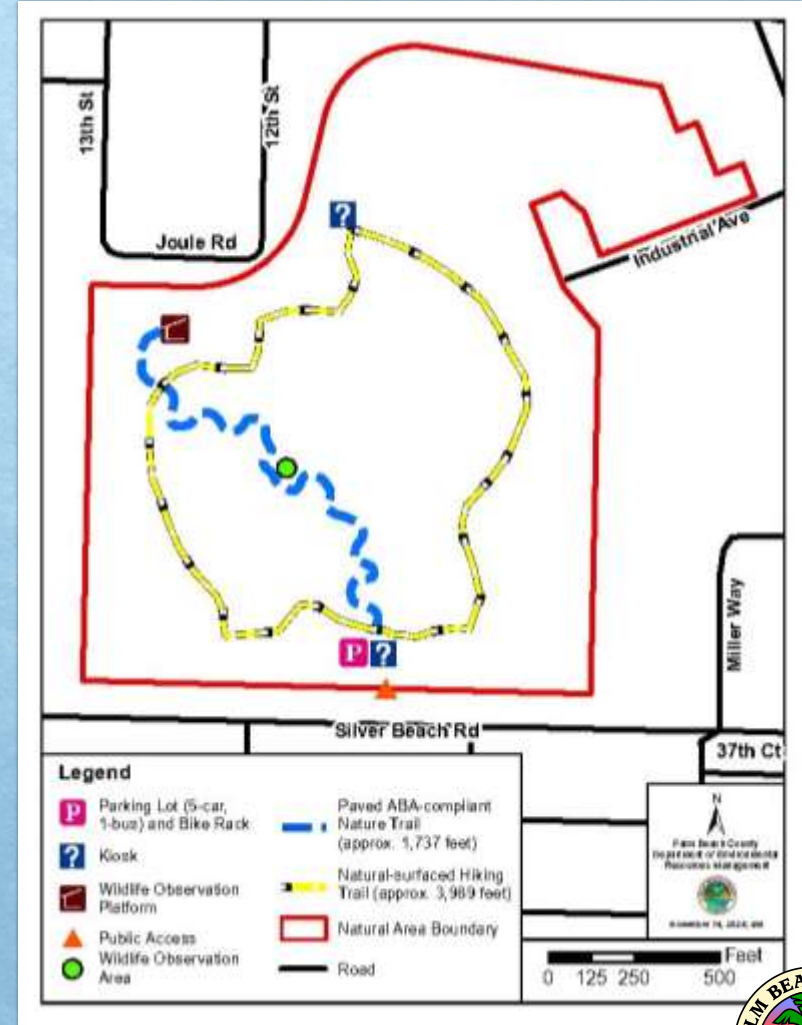 13th St
12th St
Joule Rd
?
Industrial Ave
P ?
Miller Way
Silver Beach Rd
37th Ct
Legend
P Parking Lot (5-car,
1-bus) and Bike Rack
? Kiosk
Wildlife Observation
Platform
Public Access
Wildlife Observation
Area
Paved ABA-compliant
Nature Trail
(approx. 1,737 feet)
Natural-surfaced Hiking
Trail (approx. 3,989 feet)
Natural Area Boundary
Road
N
Palm Beach County
Department of Environmental
Resources Management
Feet
0 125 250 500
LM BEA